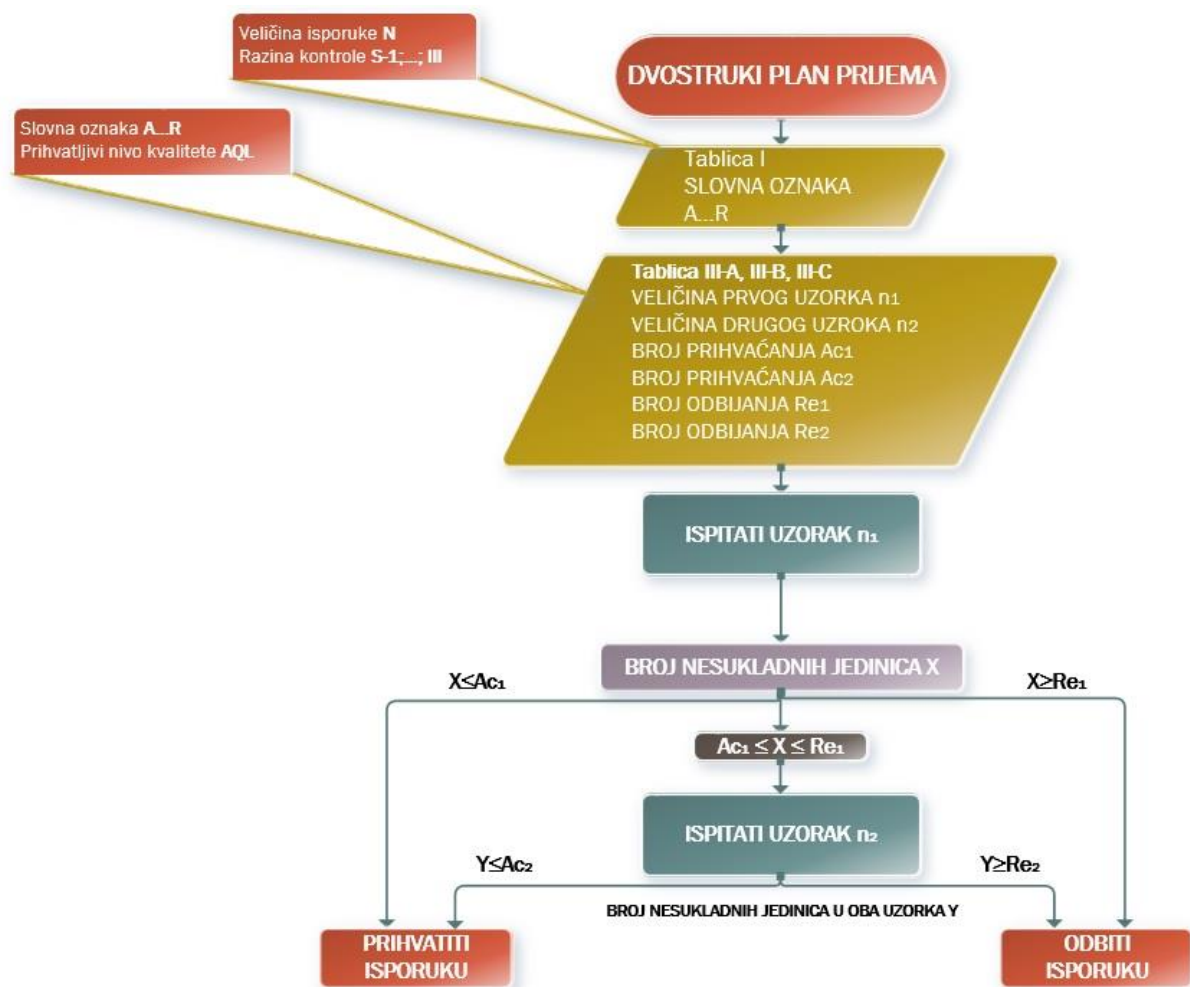 Veličina isporuke N
Razina kontrole S-1;...; III
DVOSTRUKI PLAN PRIJEMA
Slovna oznaka A...R
Prihvatljivi nivo kvalitete AQL
Tablica I
SLOVNA OZNAKA
A...R
Tablica III-A, III-B, III-C
VELIČINA PRVOG UZORKA n₁
VELIČINA DRUGOG UZROKA n₂
BROJ PRIHVAĆANJA Ac₁
BROJ PRIHVAĆANJA Ac₂
BROJ ODBIJANJA Re₁
BROJ ODBIJANJA Re₂
ISPITATI UZORAK n₁
BROJ NESUKLADNIH JEDINICA X
X≤Ac₁
X≥Re₁
Ac₁ ≤ X ≤ Re₁
ISPITATI UZORAK n₂
Y≤Ac₂
Y≥Re₂
BROJ NESUKLADNIH JEDINICA U OBA UZORKA Y
PRIHVATITI
ISPORUKU
ODBITI
ISPORUKU